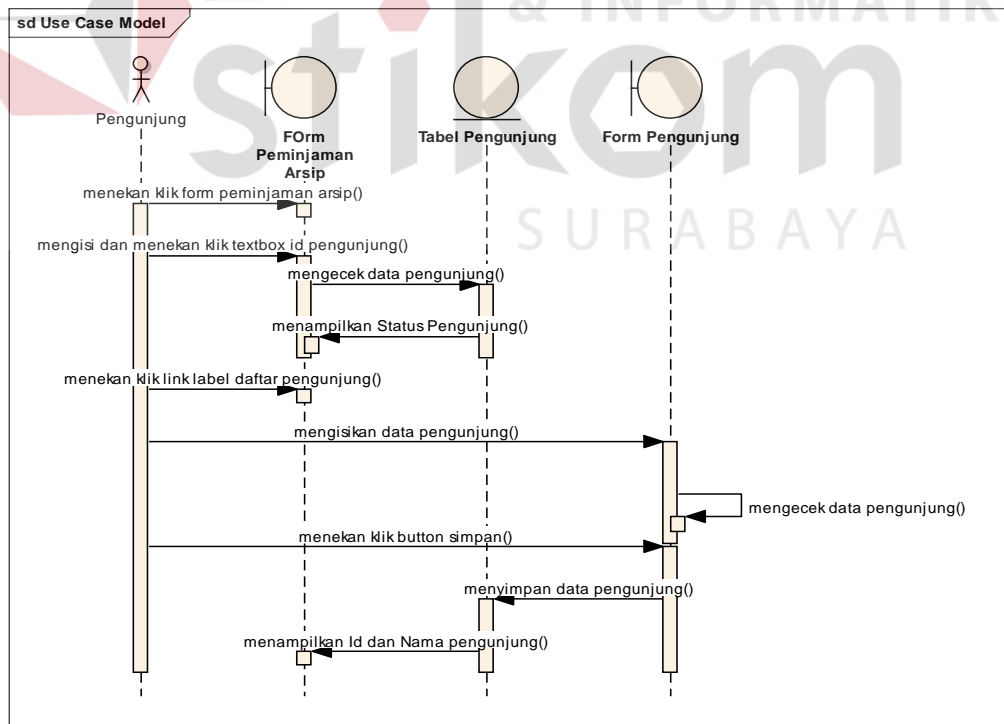 & INFORMATIK
sd Use Case Model
stikom
SURABAYA
Pengunjung
FOrm
Peminjaman
Arsip
Tabel Pengunjung
Form Pengunjung
menekan klik form peminjaman arsip()
mengisi dan menekan klik textbox id pengunjung()
mengecek data pengunjung()
menampilkan Status Pengunjung()
menekan klik link label daftar pengunjung()
mengisikan data pengunjung()
mengecek data pengunjung()
menekan klik button simpan()
menyimpan data pengunjung()
menampilkan Id dan Nama pengunjung()